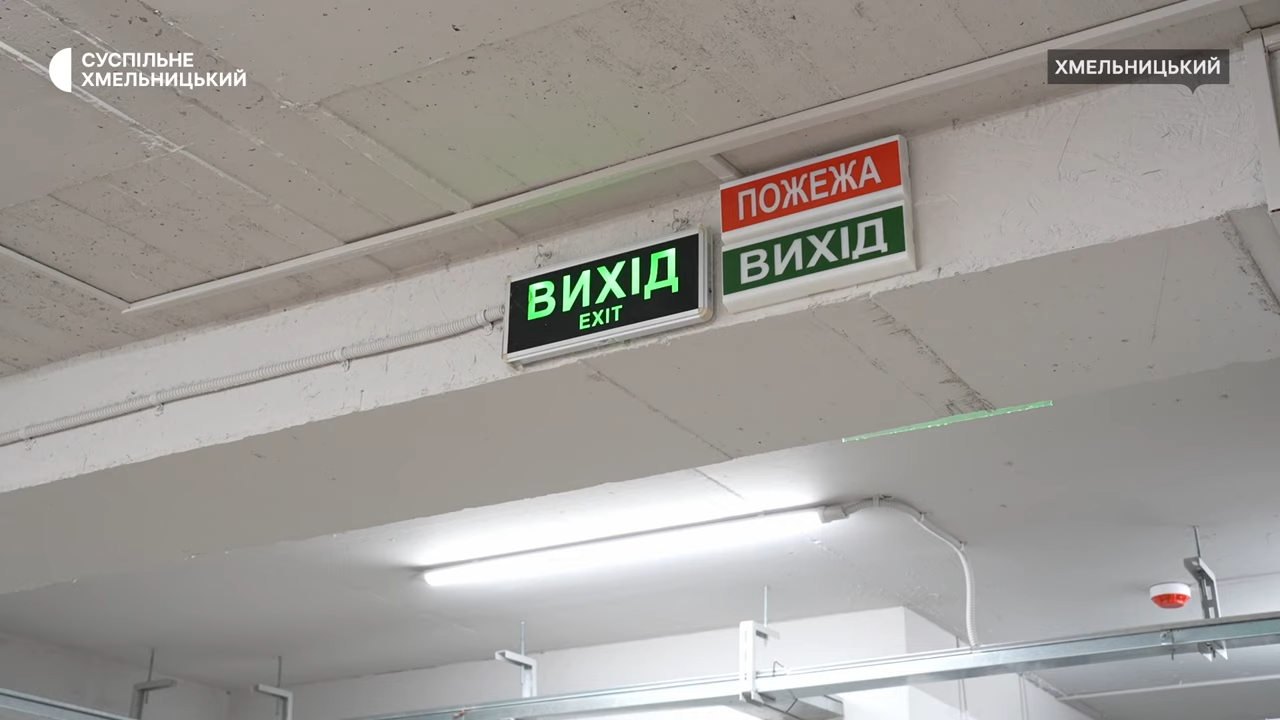 СУСПІЛЬНЕ
ХМЕЛЬНИЦЬКИЙ
ХМЕЛЬНИЦЬКИЙ
ПОЖЕЖА
ВИХІД
ВИХІД
EXIT